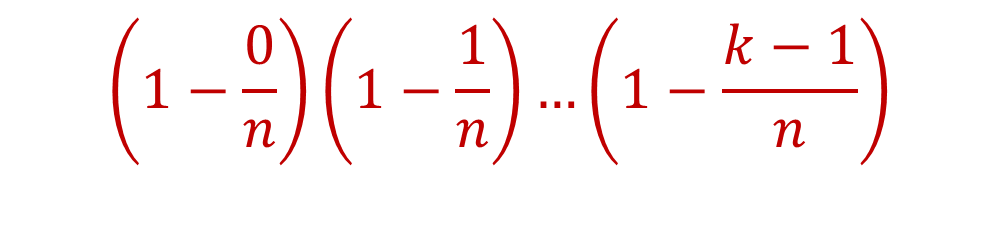 (1 − 0/n)(1 − 1/n) … (1 − (k − 1)/n)